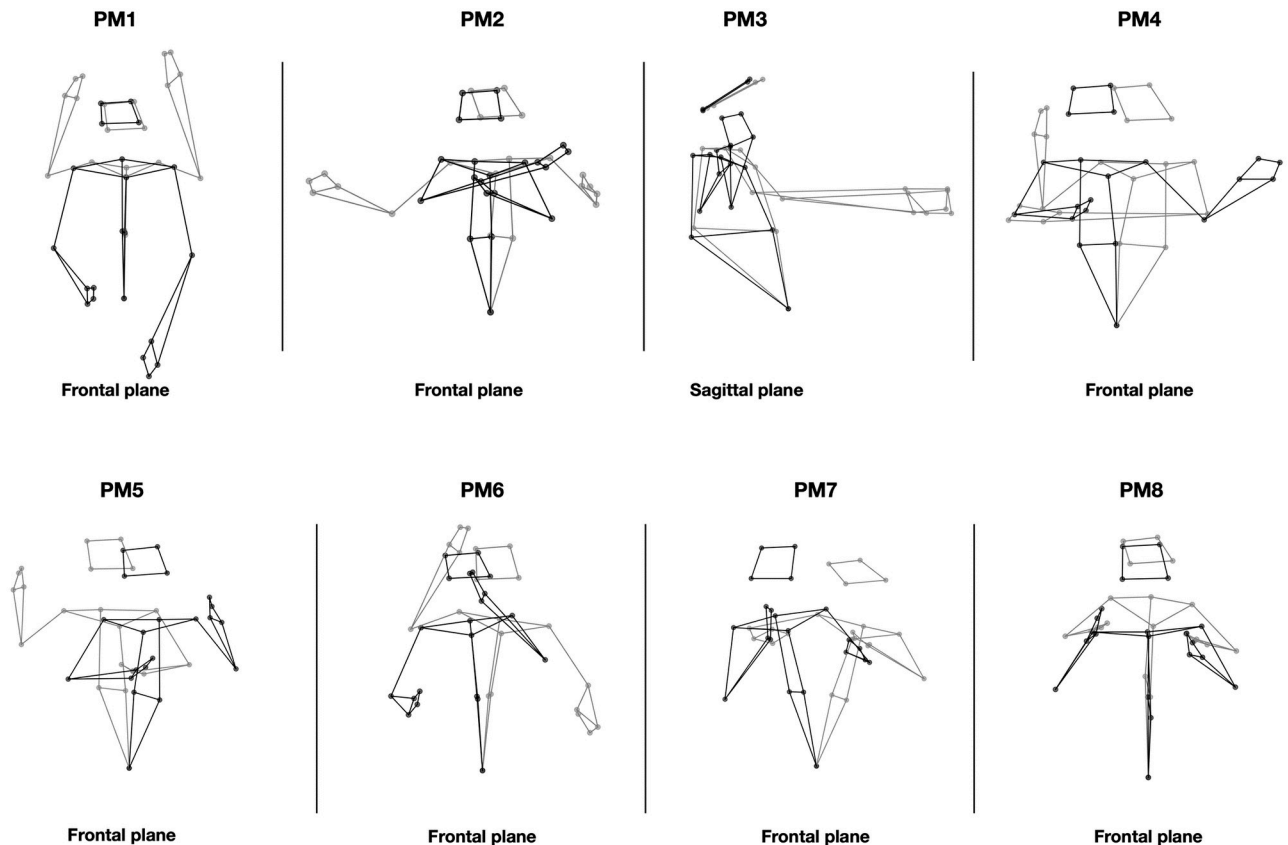 PM1
PM2
PM3
PM4
Frontal plane
Frontal plane
Sagittal plane
Frontal plane
PM5
PM6
PM7
PM8
Frontal plane
Frontal plane
Frontal plane
Frontal plane